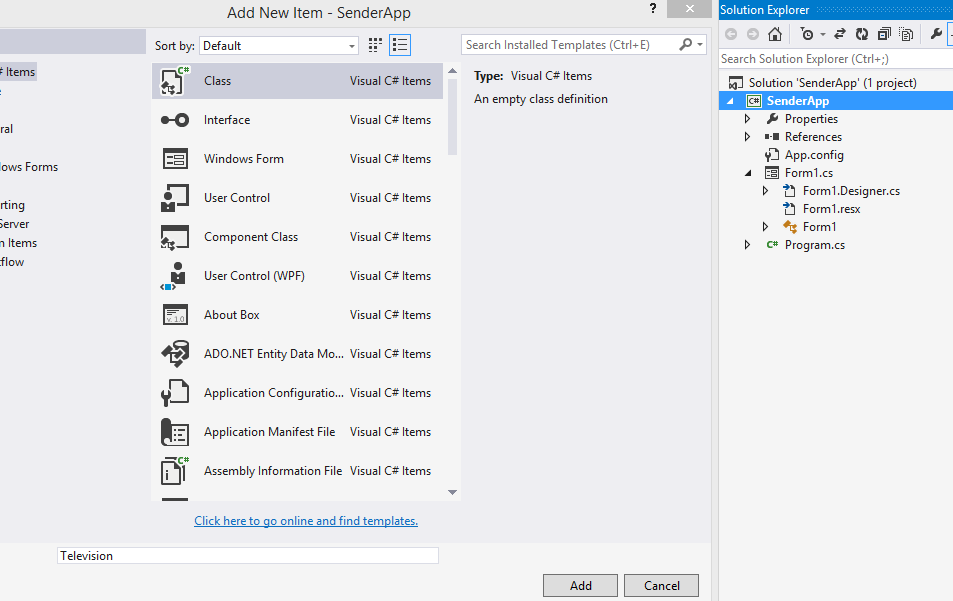 Add New Item - SenderApp
?
Sort by: Default
Search Installed Templates (Ctrl+E)
# Items
ral
ows Forms
rting
Server
n Items
flow
C# Class Visual C# Items
Interface Visual C# Items
Windows Form Visual C# Items
User Control Visual C# Items
Component Class Visual C# Items
User Control (WPF) Visual C# Items
v. 1.0 About Box Visual C# Items
ADO.NET Entity Data Mo... Visual C# Items
Application Configuratio... Visual C# Items
Application Manifest File Visual C# Items
C# Assembly Information File Visual C# Items
Click here to go online and find templates.
Type: Visual C# Items
An empty class definition
Television
Add Cancel
Solution Explorer
Search Solution Explorer (Ctrl+;)
Solution 'SenderApp' (1 project)
C# SenderApp
Properties
References
App.config
Form1.cs
Form1.Designer.cs
Form1.resx
Form1
C# Program.cs